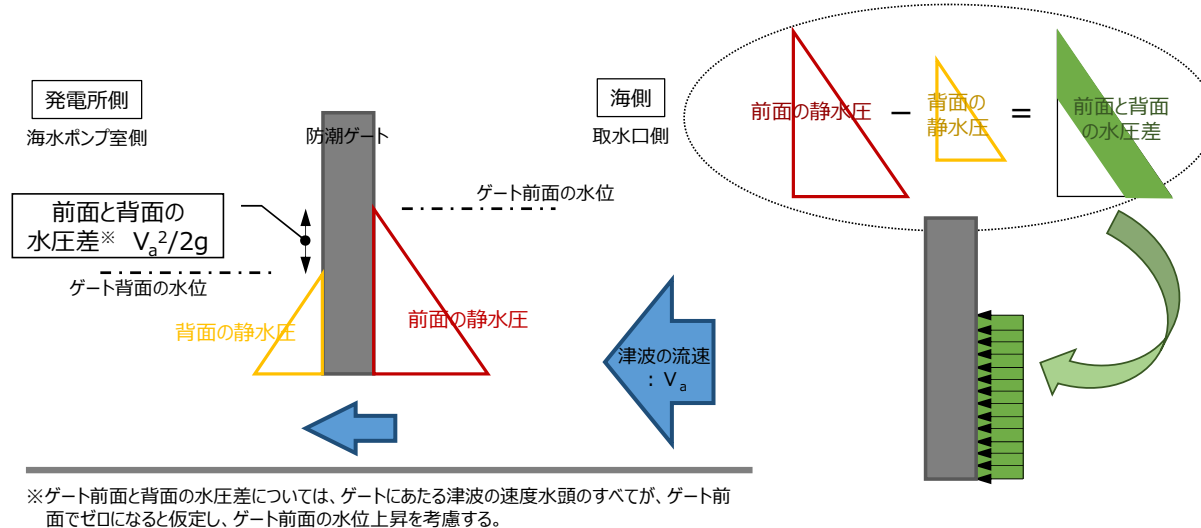 発電所側
海水ポンプ室側
防潮ゲート
海側
取水口側
前面の静水圧
－
背面の
静水圧
＝
前面と背面
の水圧差
ゲート前面の水位
前面と背面の
水圧差※ Va²/2g
ゲート背面の水位
背面の静水圧
前面の静水圧
津波の流速
：Va
※ゲート前面と背面の水圧差については、ゲートにあたる津波の速度水頭のすべてが、ゲート前
面でゼロになると仮定し、ゲート前面の水位上昇を考慮する。